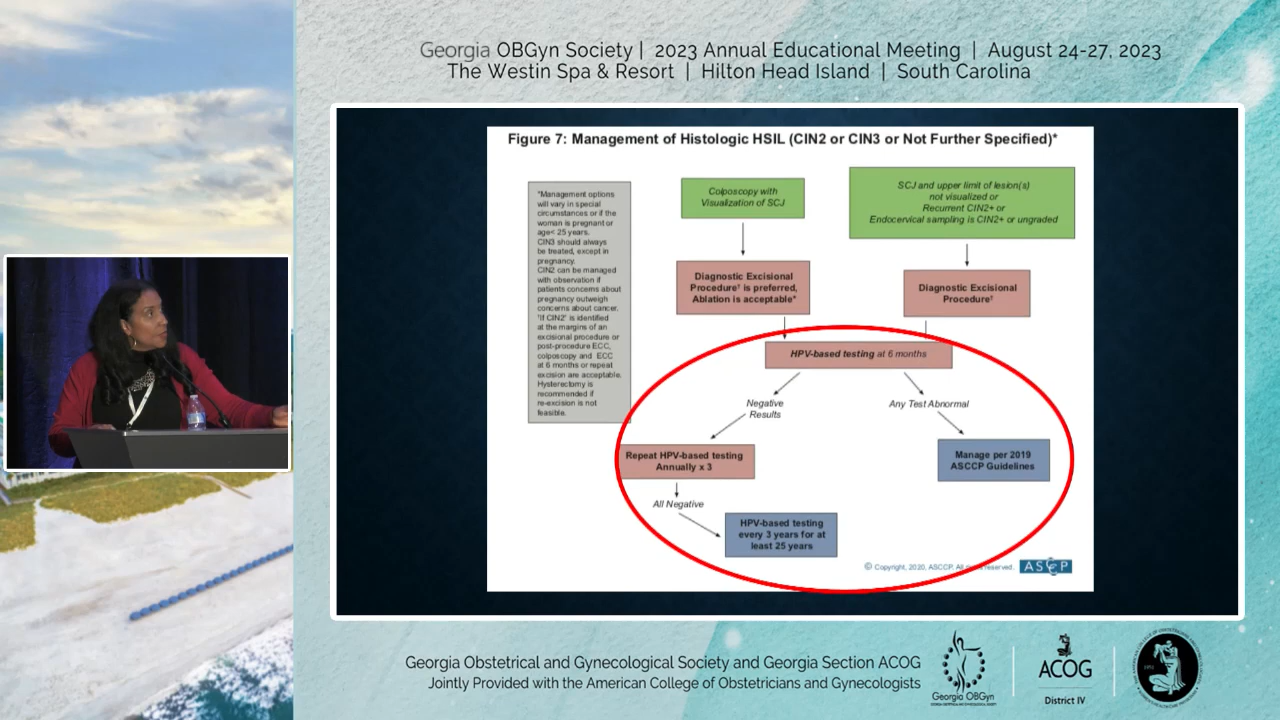 Georgia OBGyn Society | 2023 Annual Educational Meeting | August 24-27, 2023
The Westin Spa & Resort | Hilton Head Island | South Carolina
Figure 7: Management of Histologic HSIL (CIN2 or CIN3 or Not Further Specified)*
*Management options
will vary in special
circumstances or if the
woman is pregnant or
age< 25 years.
CIN3 should always
be treated, except in
pregnancy.
CIN2 can be managed
with observation if
patients concerns about
pregnancy outweigh
concerns about cancer.
†If CIN2+ is identified
at the margins of an
excisional procedure or
post-procedure ECC,
colposcopy and ECC
at 6 months or repeat
excision are acceptable.
Hysterectomy is
recommended if
re-excision is not
feasible.
Colposcopy with
Visualization of SCJ
SCJ and upper limit of lesion(s)
not visualized or
Recurrent CIN2+ or
Endocervical sampling is CIN2+ or ungraded
Diagnostic Excisional
Procedure† is preferred,
Ablation is acceptable*
Diagnostic Excisional
Procedure†
HPV-based testing at 6 months
Negative
Results
Any Test Abnormal
Repeat HPV-based testing
Annually x 3
Manage per 2019
ASCCP Guidelines
All Negative
HPV-based testing
every 3 years for at
least 25 years
© Copyright, 2020, ASCCP, All rights reserved.
ASCCP
Georgia Obstetrical and Gynecological Society and Georgia Section ACOG
Jointly Provided with the American College of Obstetricians and Gynecologists
Georgia OBGyn
ACOG
District IV